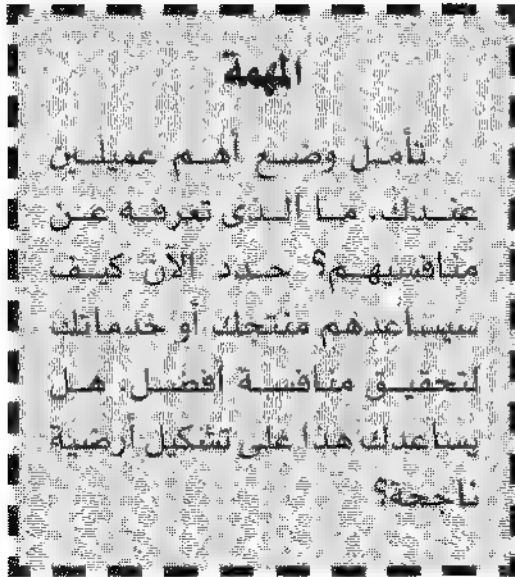 المهمة
تأمل وضع أهم عميلين
عندك، ما الذى تعرفه عن
منافسيهم؟ حدد الآن كيف
سيساعدهم منتجك أو خدماتك
لتحقيق منافسة أفضل. هل
يساعدك هذا على تشكيل أرضية
ناجحة؟